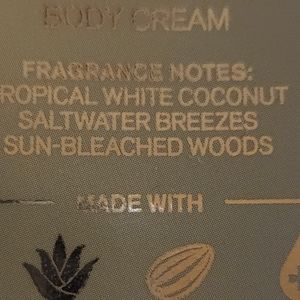 BODY CREAM
FRAGRANCE NOTES:
ROPICAL WHITE COCONUT
SALTWATER BREEZES
SUN-BLEACHED WOODS
MADE WITH